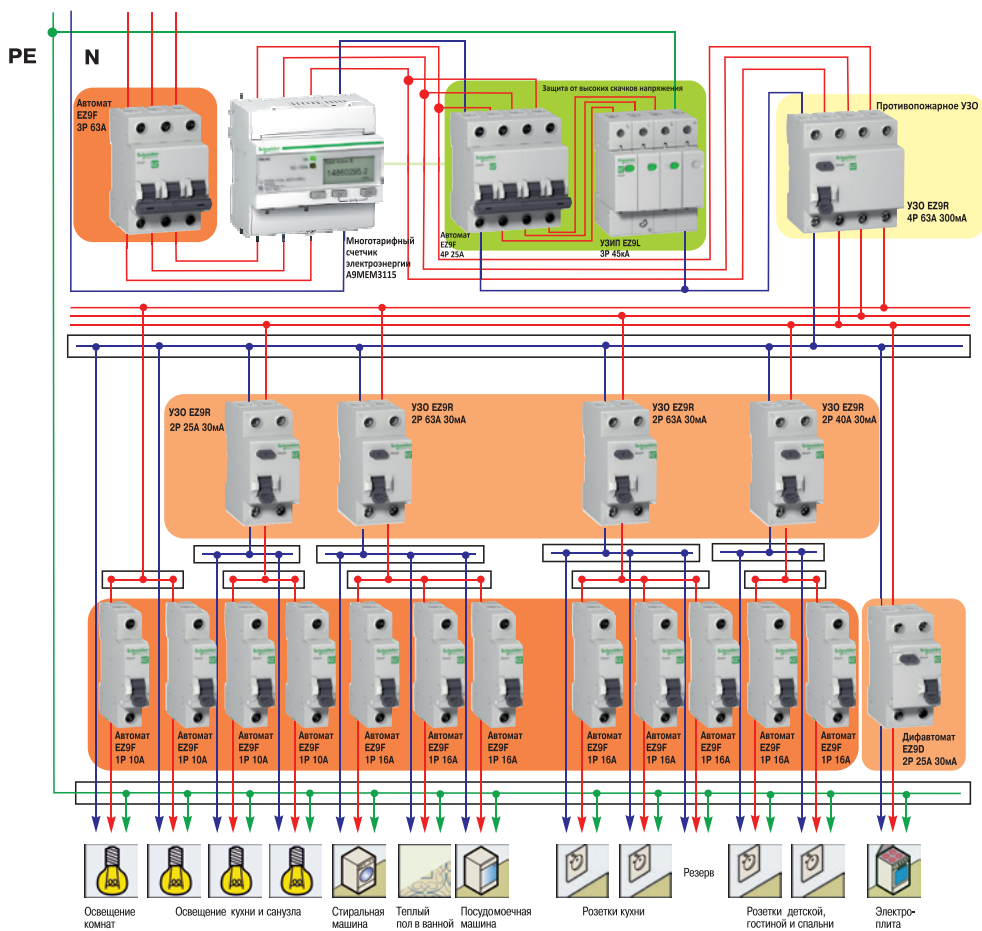 PE
N
Автомат
EZ9F
3P 63A
Многотарифный
счетчик
электроэнергии
A9MEM3115
14860295.2
Защита от высоких скачков напряжения
Автомат
EZ9F
4P 25A
УЗИП EZ9L
3P 45кА
Противопожарное УЗО
УЗО EZ9R
4P 63A 300мА
УЗО EZ9R
2P 25A 30мА
УЗО EZ9R
2P 63A 30мА
УЗО EZ9R
2P 63A 30мА
УЗО EZ9R
2P 40A 30мА
Автомат
EZ9F
1P 10A
Автомат
EZ9F
1P 10A
Автомат
EZ9F
1P 10A
Автомат
EZ9F
1P 10A
Автомат
EZ9F
1P 16A
Автомат
EZ9F
1P 16A
Автомат
EZ9F
1P 16A
Автомат
EZ9F
1P 16A
Автомат
EZ9F
1P 16A
Автомат
EZ9F
1P 16A
Автомат
EZ9F
1P 16A
Автомат
EZ9F
1P 16A
Дифавтомат
EZ9D
2P 25A 30мА
Освещение
комнат
Освещение кухни и санузла
Стиральная
машина
Теплый
пол в ванной
Посудомоечная
машина
Розетки кухни
Резерв
Розетки детской,
гостиной и спальни
Электро-
плита